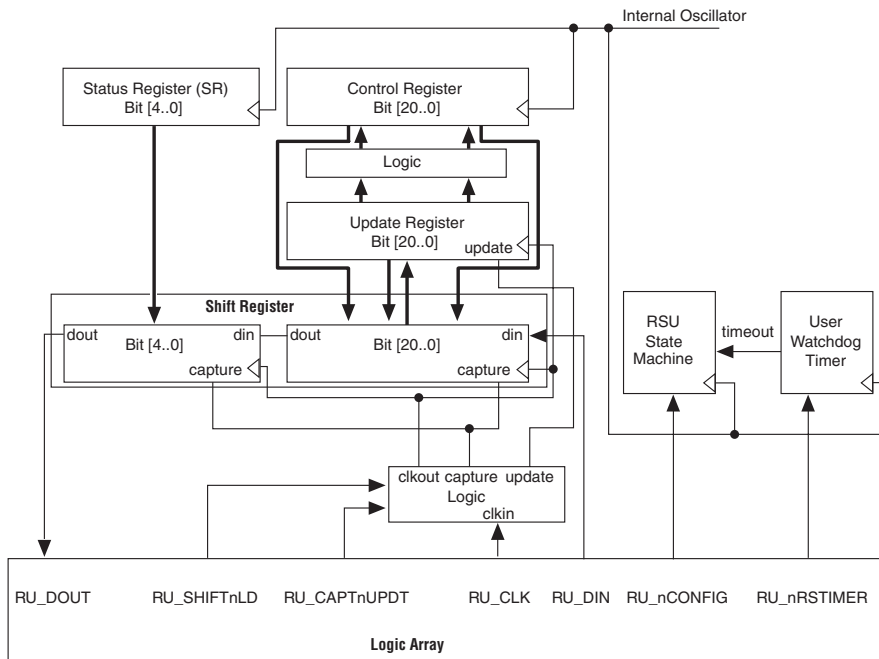 Internal Oscillator
Status Register (SR)
Bit [4..0]
Control Register
Bit [20..0]
Logic
Update Register
Bit [20..0]
update
Shift Register
dout
Bit [4..0]
din
capture
dout
Bit [20..0]
din
capture
RSU
State
Machine
timeout
User
Watchdog
Timer
clkout capture update
Logic
clkin
RU_DOUT
RU_SHIFTnLD
RU_CAPTnUPDT
RU_CLK
RU_DIN
RU_nCONFIG
RU_nRSTIMER
Logic Array